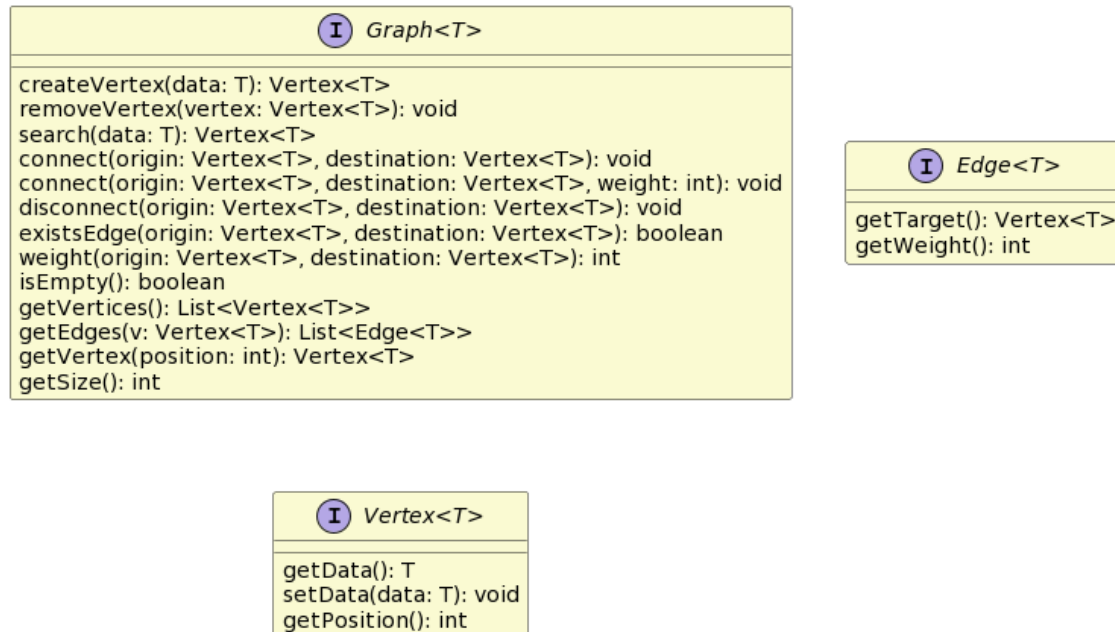 I Graph<T>
createVertex(data: T): Vertex<T>
removeVertex(vertex: Vertex<T>): void
search(data: T): Vertex<T>
connect(origin: Vertex<T>, destination: Vertex<T>): void
connect(origin: Vertex<T>, destination: Vertex<T>, weight: int): void
disconnect(origin: Vertex<T>, destination: Vertex<T>): void
existsEdge(origin: Vertex<T>, destination: Vertex<T>): boolean
weight(origin: Vertex<T>, destination: Vertex<T>): int
isEmpty(): boolean
getVertices(): List<Vertex<T>>
getEdges(v: Vertex<T>): List<Edge<T>>
getVertex(position: int): Vertex<T>
getSize(): int
I Edge<T>
getTarget(): Vertex<T>
getWeight(): int
I Vertex<T>
getData(): T
setData(data: T): void
getPosition(): int